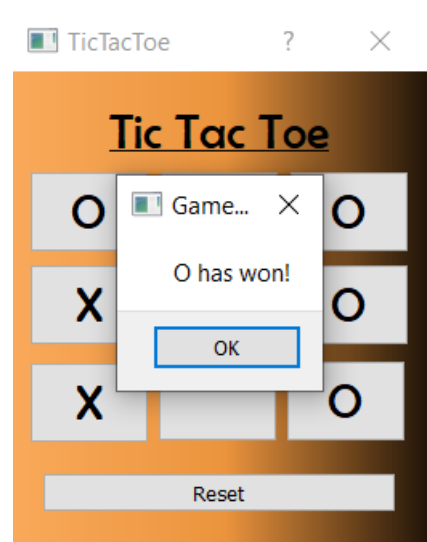 TicTacToe ?
Tic Tac Toe
O O
Game...
O has won!
X O
OK
X O
Reset